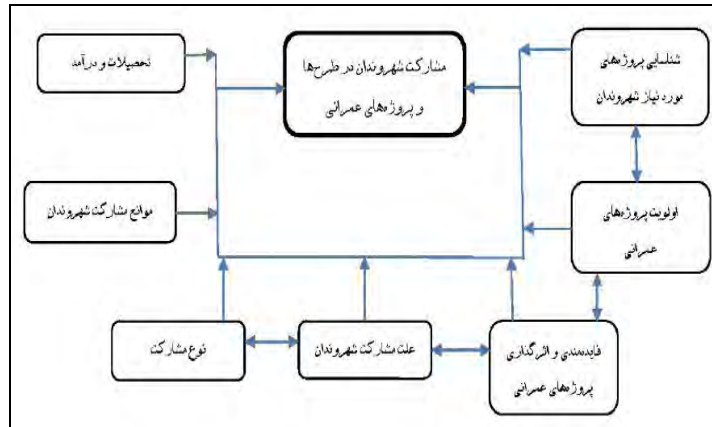 شناسایی پروژه‌های
مورد نیاز شهروندان
مشارکت شهروندان در طرح‌ها
و پروژه‌های عمرانی
تحصیلات و درآمد
اولویت پروژه‌های
عمرانی
موانع مشارکت شهروندان
فایده‌مندی و اثرگذاری
پروژه‌های عمرانی
علت مشارکت شهروندان
نوع مشارکت